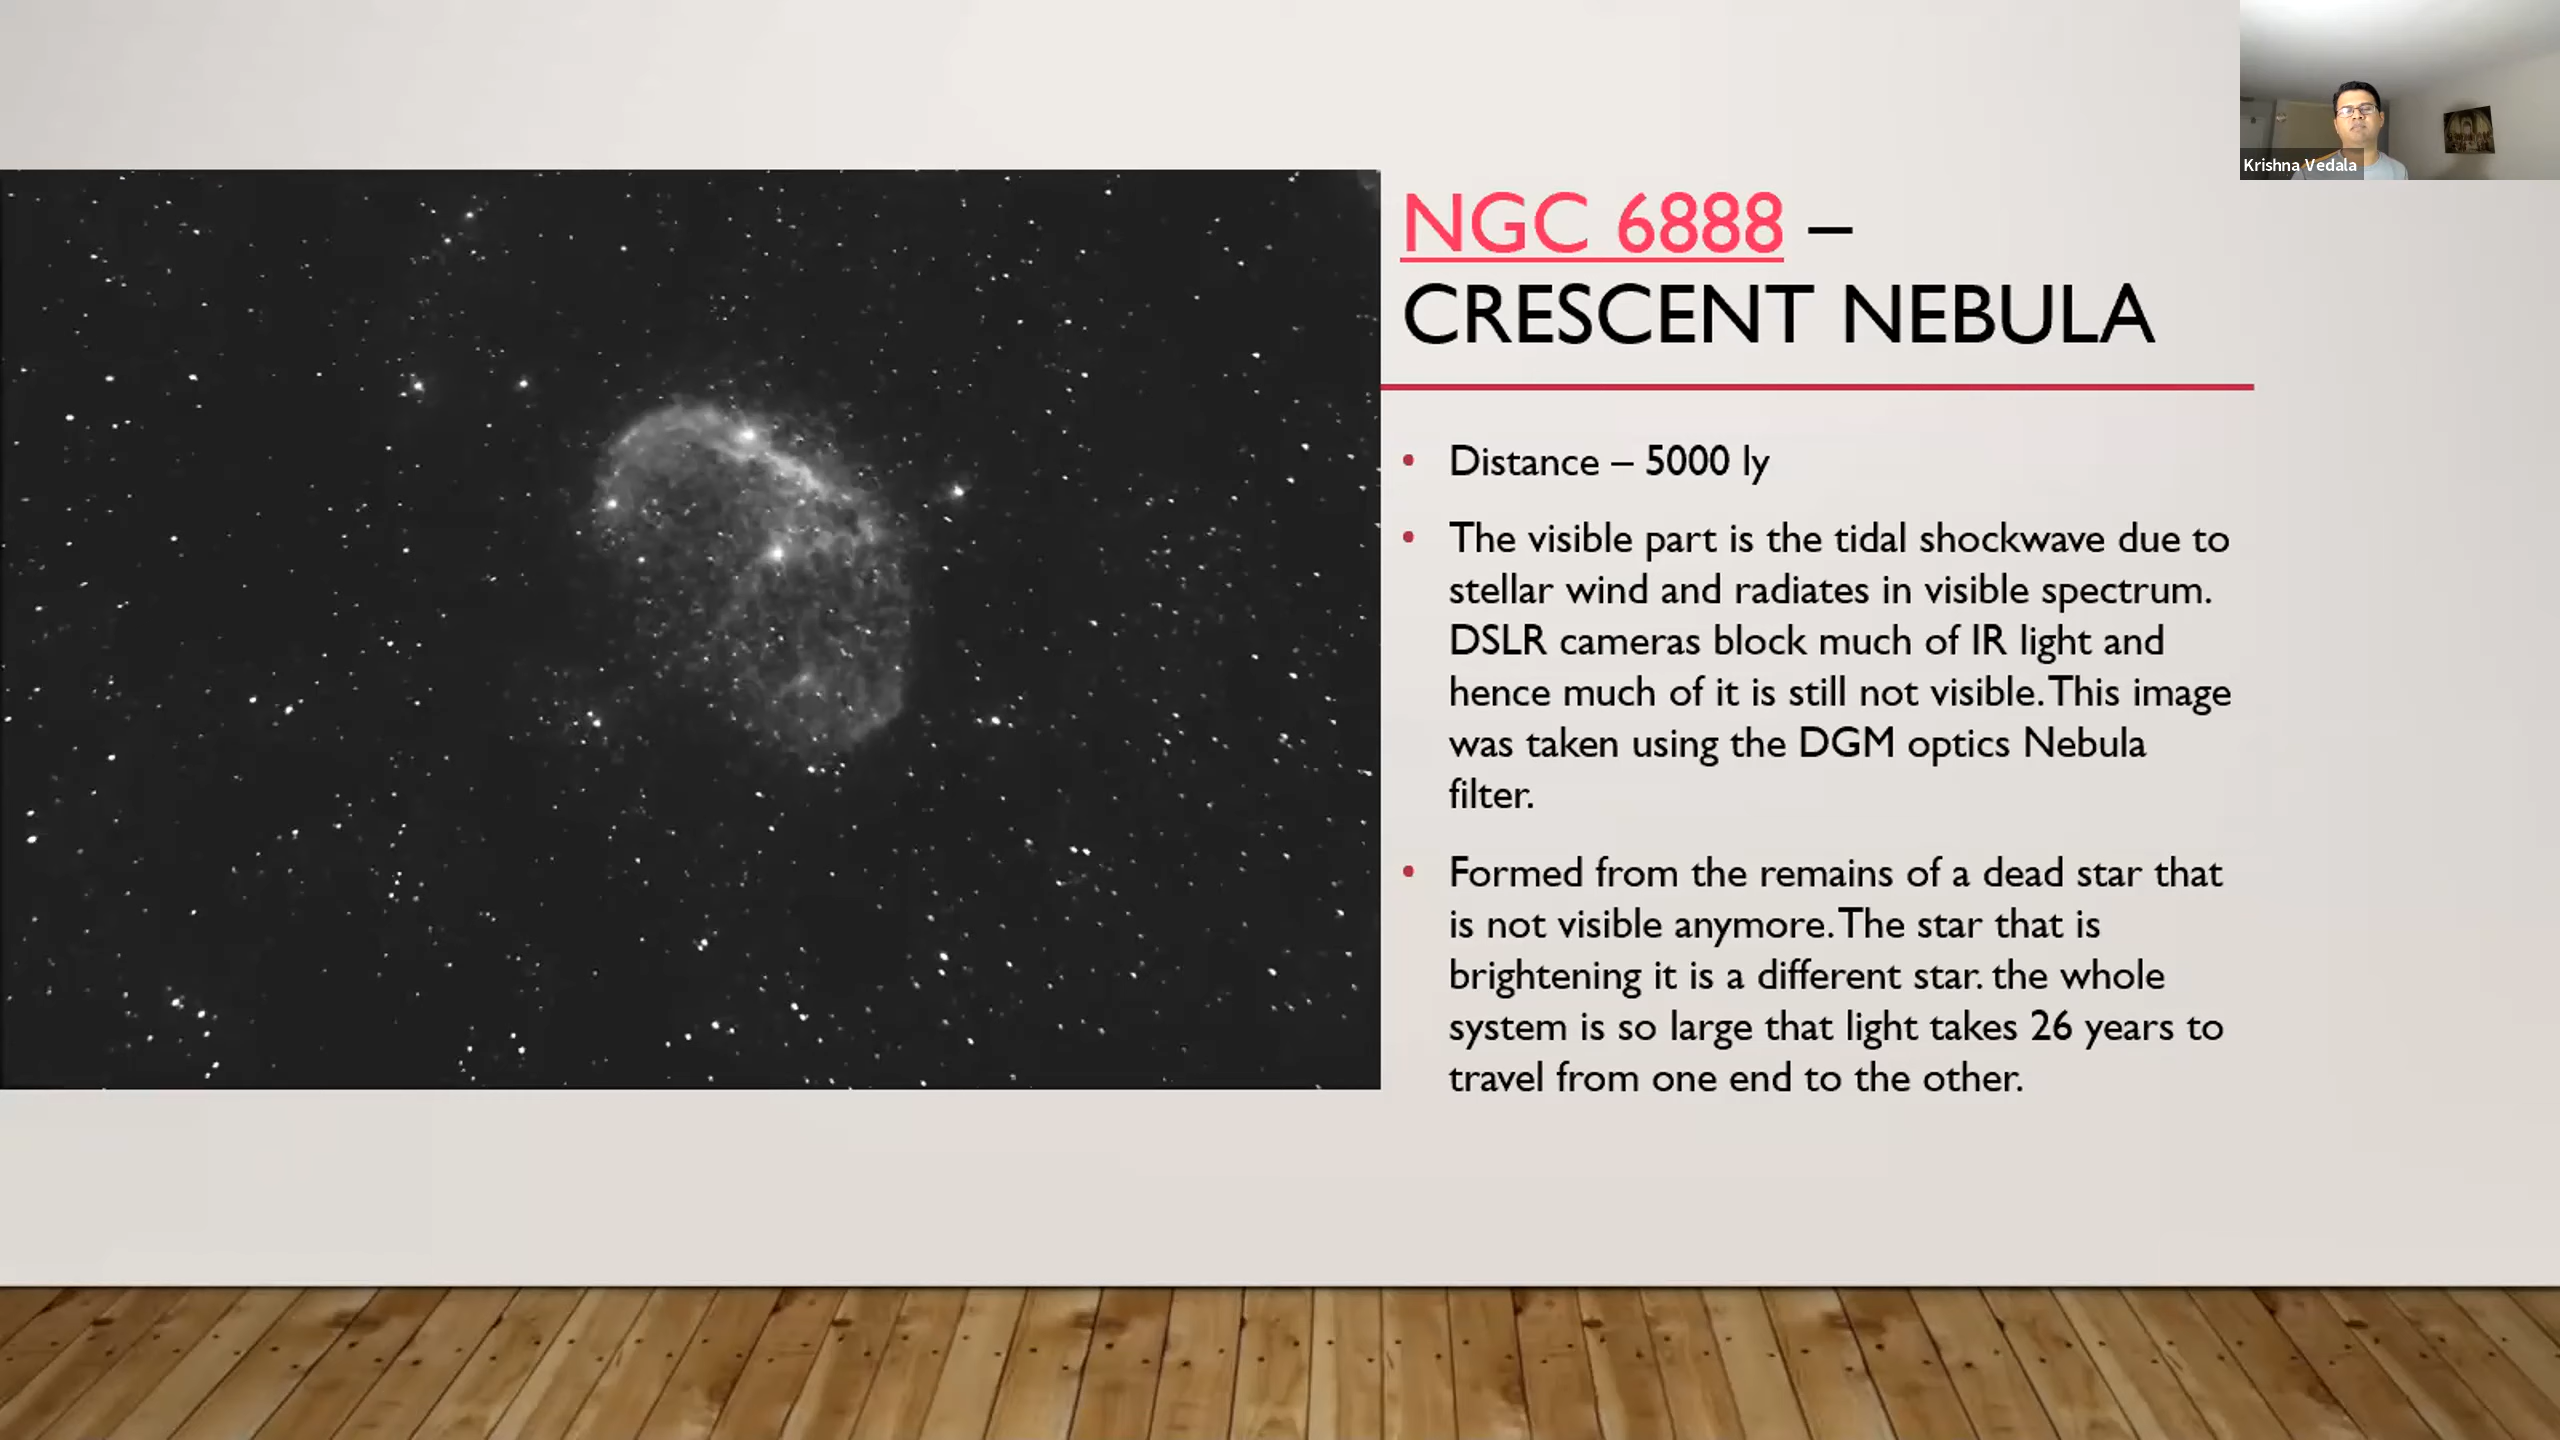 Krishna Vedala
NGC 6888 –
CRESCENT NEBULA
• Distance – 5000 ly
• The visible part is the tidal shockwave due to
stellar wind and radiates in visible spectrum.
DSLR cameras block much of IR light and
hence much of it is still not visible. This image
was taken using the DGM optics Nebula
filter.
• Formed from the remains of a dead star that
is not visible anymore. The star that is
brightening it is a different star. the whole
system is so large that light takes 26 years to
travel from one end to the other.